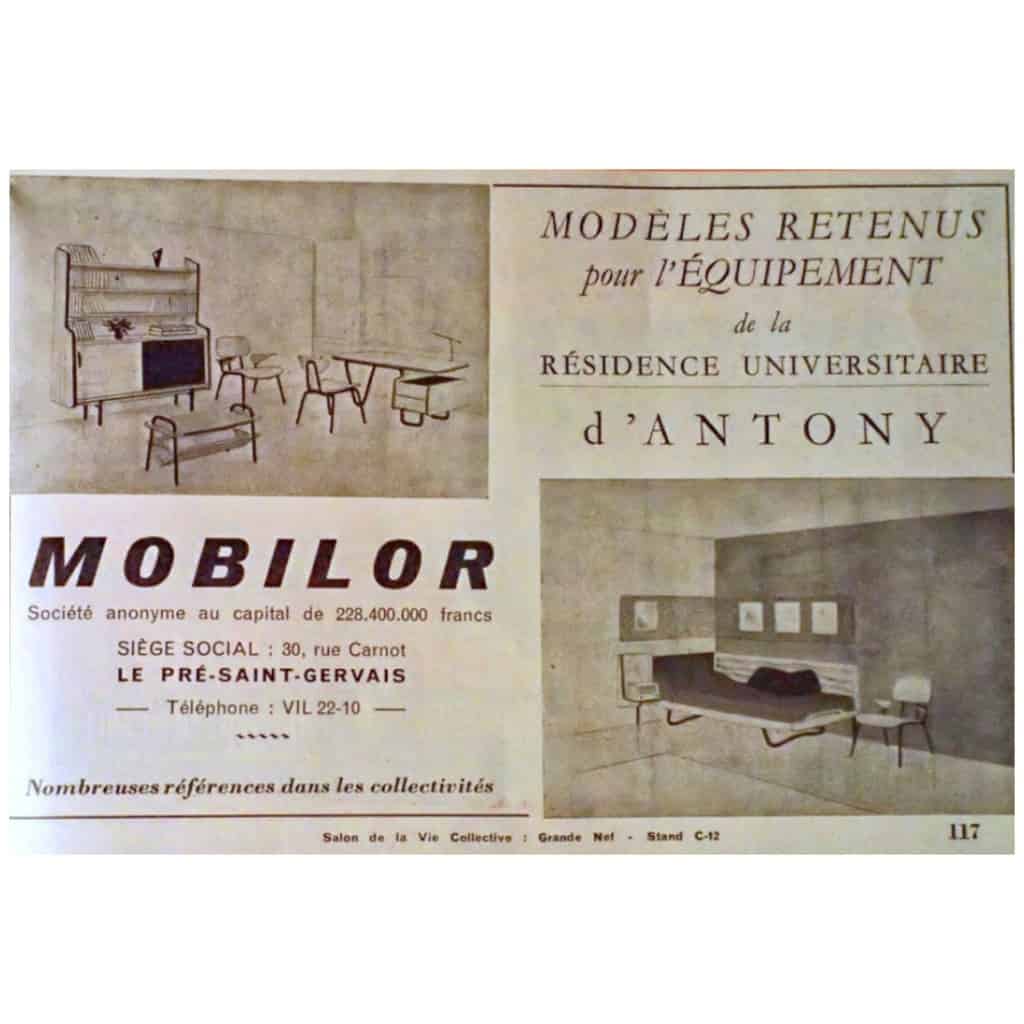 MODÈLES RETENUS
pour l'ÉQUIPEMENT
de la
RÉSIDENCE UNIVERSITAIRE
d'ANTONY
MOBILOR
Société anonyme au capital de 228.400.000 francs
SIÈGE SOCIAL : 30, rue Carnot
LE PRÉ-SAINT-GERVAIS
Téléphone : VIL 22-10
Nombreuses références dans les collectivités
Salon de la Vie Collective : Grande Nef - Stand C-12
117